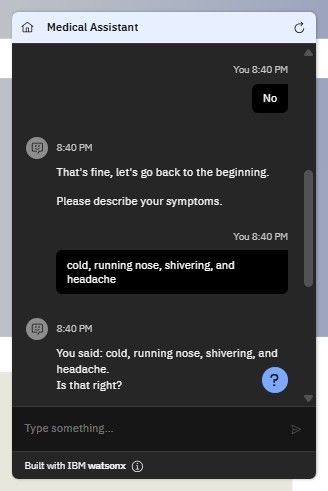 Medical Assistant
You 8:40 PM
No
8:40 PM
That's fine, let's go back to the beginning.
Please describe your symptoms.
You 8:40 PM
cold, running nose, shivering, and
headache
8:40 PM
You said: cold, running nose, shivering, and
headache.
Is that right?
?
Type something...
Built with IBM watsonx